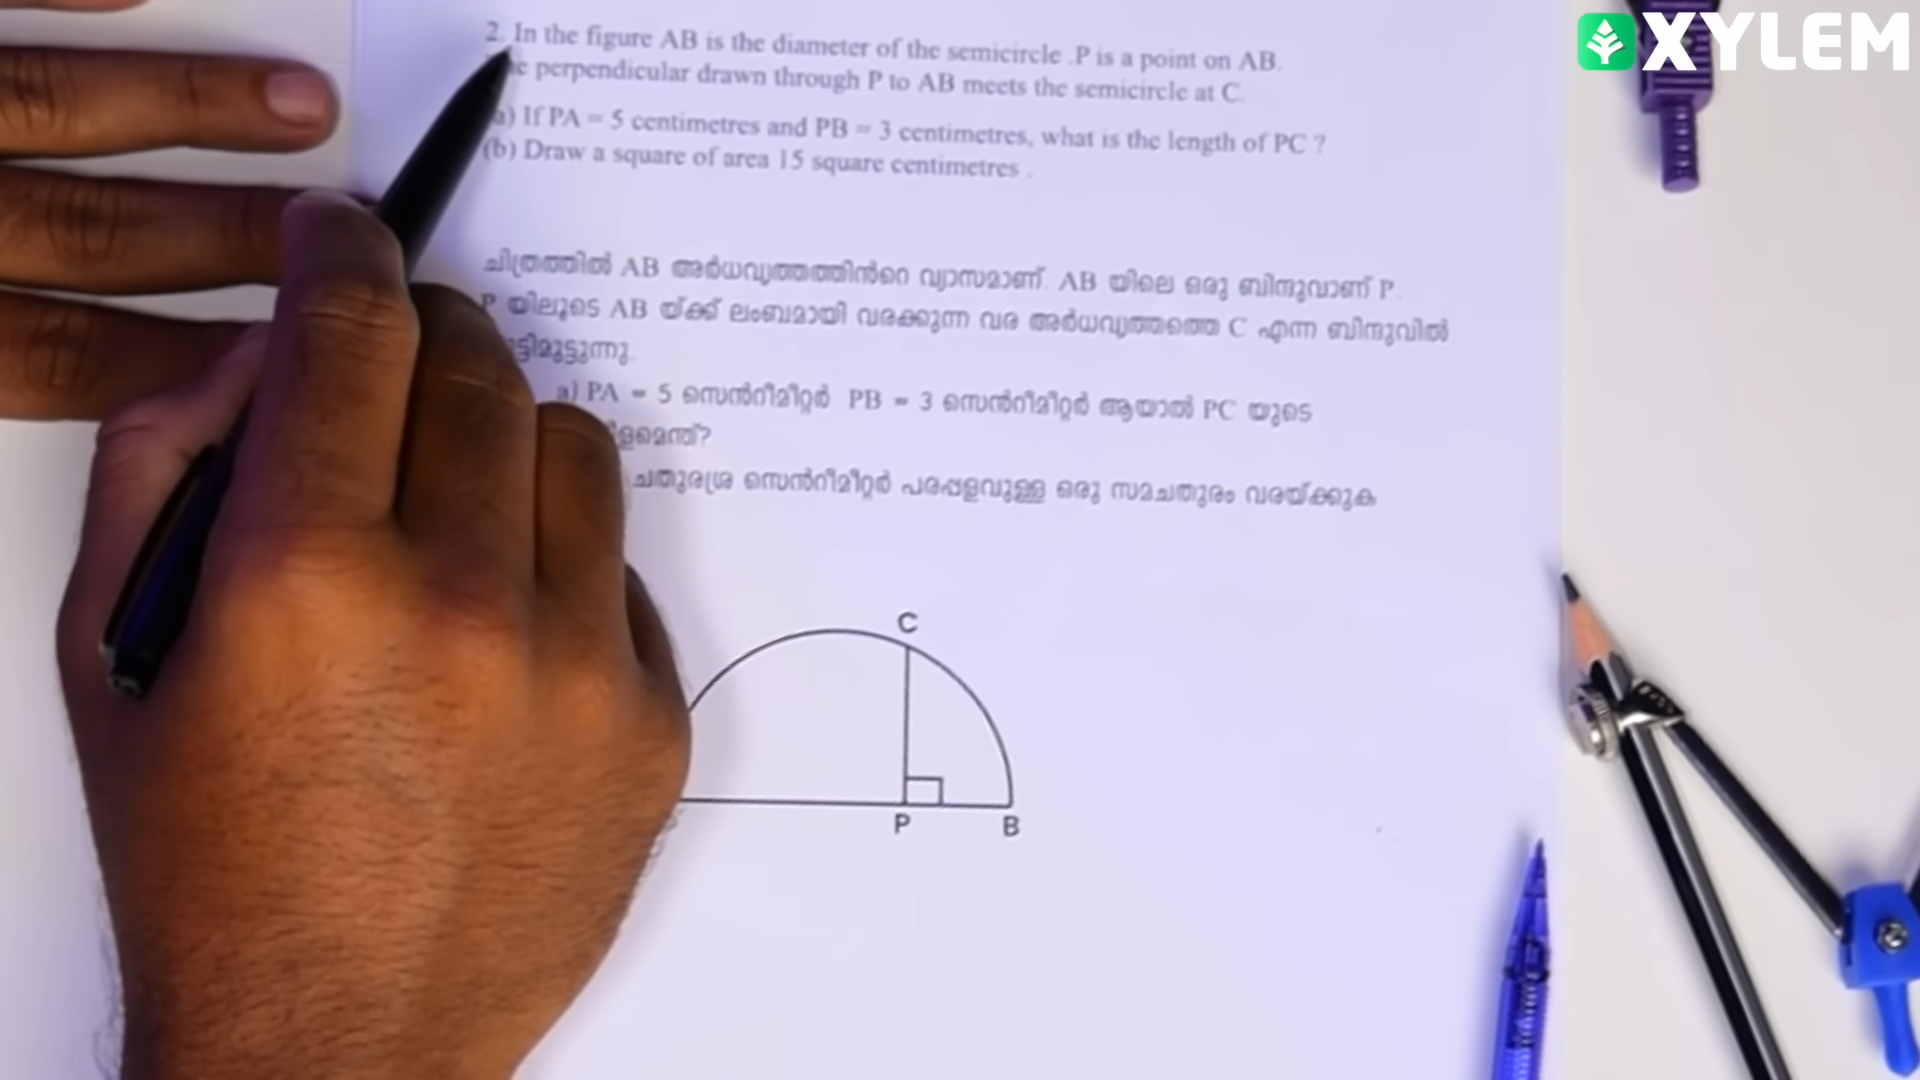 XYLEM
2. In the figure AB is the diameter of the semicircle .P is a point on AB.
perpendicular drawn through P to AB meets the semicircle at C.
a) If PA = 5 centimetres and PB = 3 centimetres, what is the length of PC ?
(b) Draw a square of area 15 square centimetres .
ചിത്രത്തിൽ AB അർധവൃത്തത്തിൻറെ വ്യാസമാണ്. AB യിലെ ഒരു ബിന്ദുവാണ് P.
P യിലൂടെ AB യ്ക്ക് ലംബമായി വരക്കുന്ന വര അർധവൃത്തത്തെ C എന്ന ബിന്ദുവിൽ
ട്ടിമുട്ടുന്നു.
a) PA = 5 സെൻറീമീറ്റർ PB = 3 സെൻറീമീറ്റർ ആയാൽ PC യുടെ
ളമെന്ത്?
ചതുരശ്ര സെൻറീമീറ്റർ പരപ്പളവുള്ള ഒരു സമചതുരം വരയ്ക്കുക
C
P B